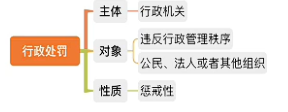 行政处罚
主体
行政机关
对象
违反行政管理秩序
公民、法人或者其他组织
性质
惩戒性